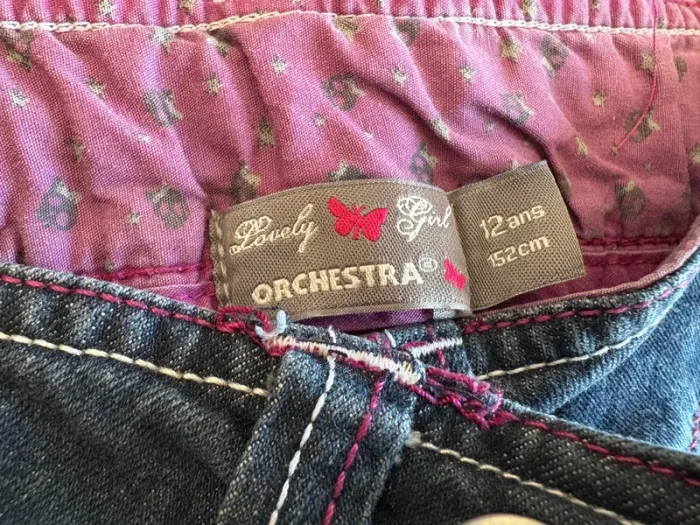 Lovely Girl
ORCHESTRA®
12 ans
152cm